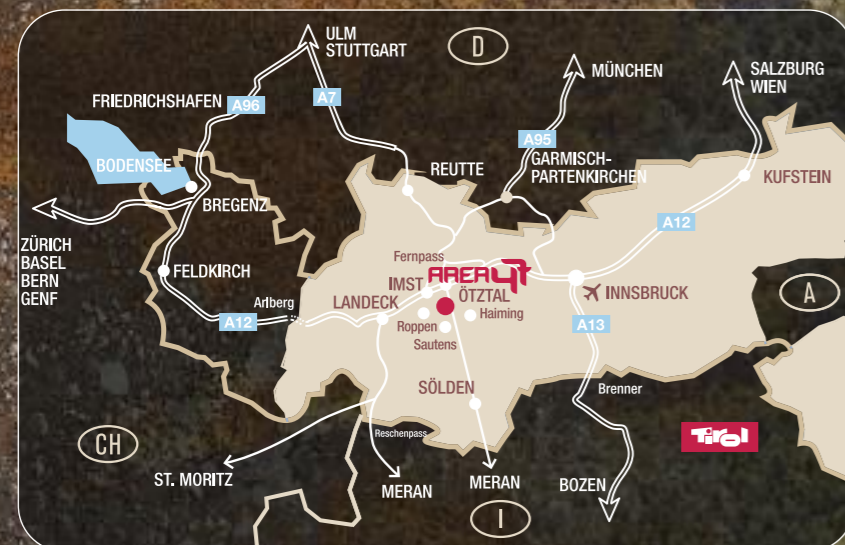 ULM
STUTTGART
D
MÜNCHEN
SALZBURG
WIEN
FRIEDRICHSHAFEN
A96
A7
A95
BODENSEE
REUTTE
GARMISCH-
PARTENKIRCHEN
KUFSTEIN
BREGENZ
A12
ZÜRICH
BASEL
BERN
GENF
FELDKIRCH
Fernpass
AREA 47
IMST
ÖTZTAL
INNSBRUCK
A
LANDECK
Arlberg
A12
Roppen
Haiming
A13
Sautens
SÖLDEN
Brenner
Tirol
CH
Reschenpass
ST. MORITZ
MERAN
MERAN
BOZEN
I